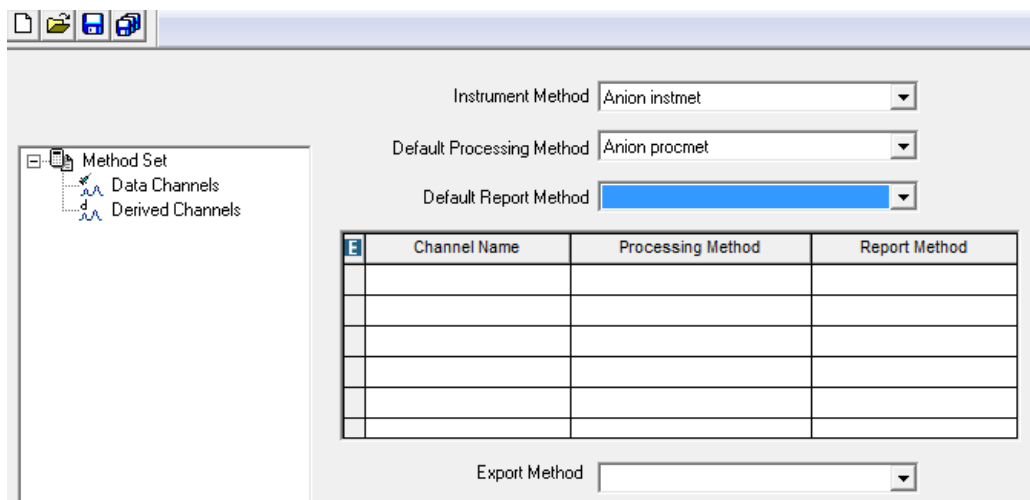 Instrument Method Anion instmet
Method Set
Default Processing Method Anion procmet
Data Channels
Default Report Method
Derived Channels
E Channel Name Processing Method Report Method
Export Method